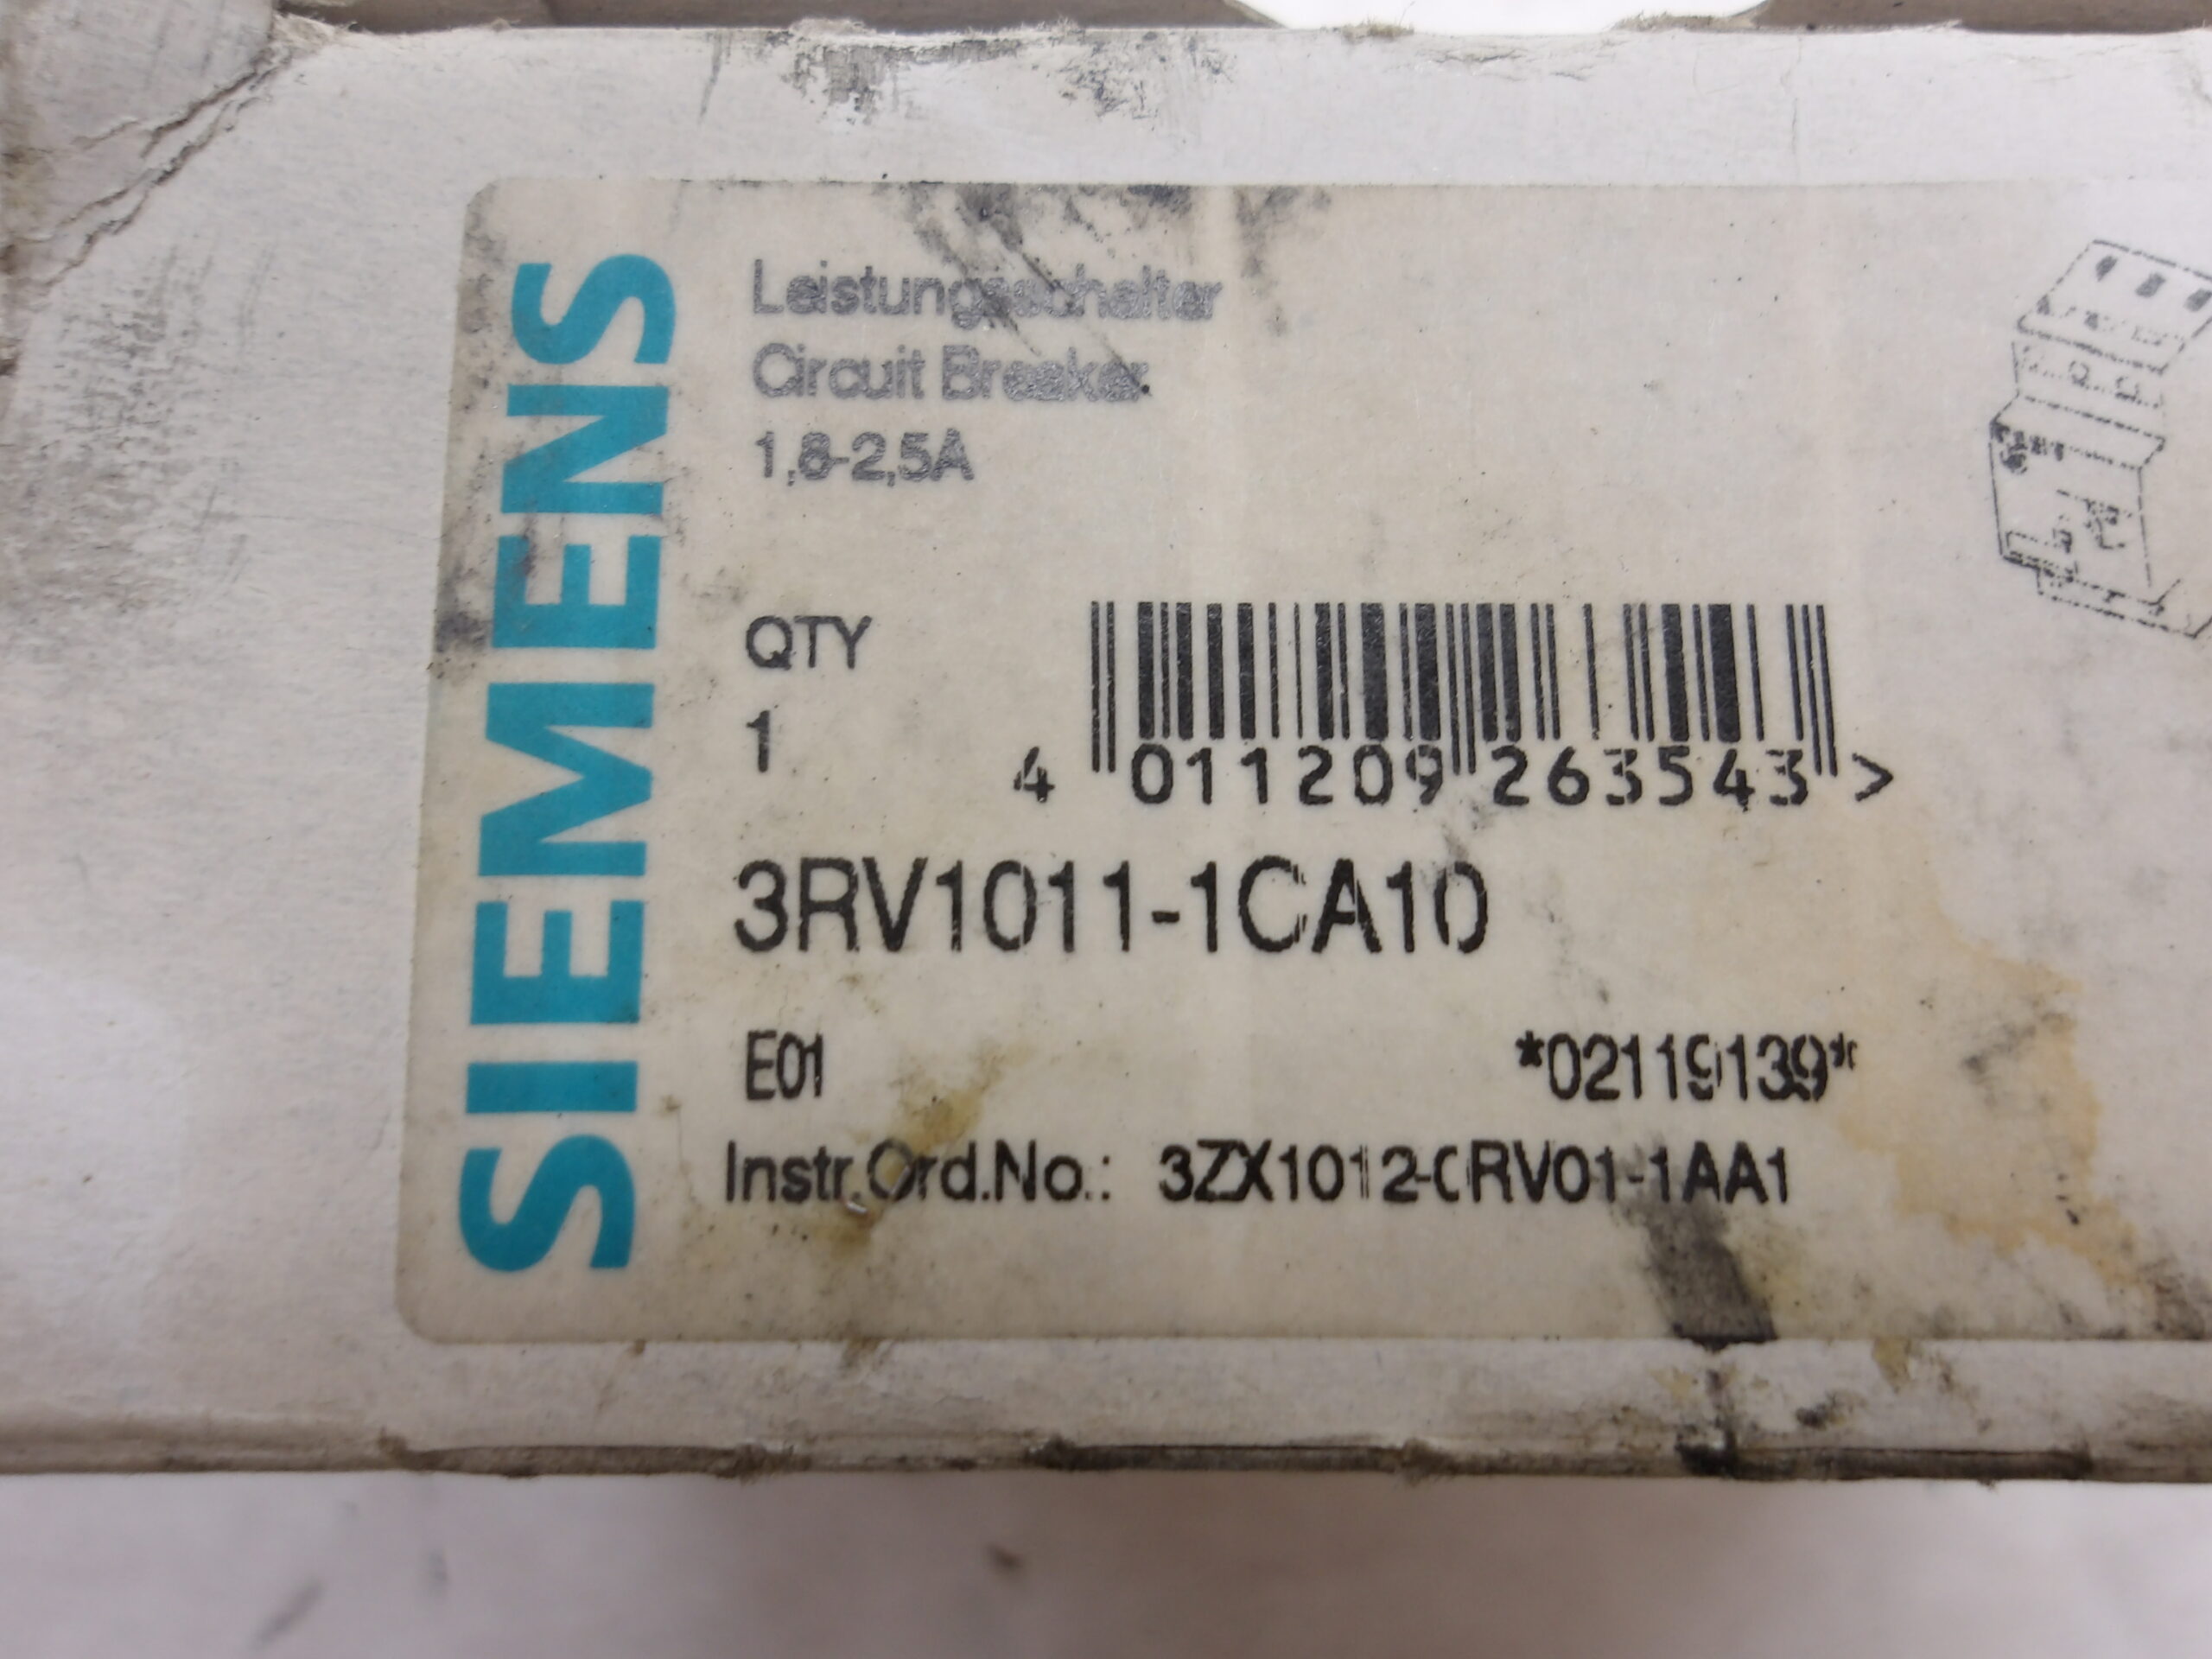 SIEMENS
Leistungsschalter
Circuit Breaker
1,8-2,5A
QTY
1
4 011209 263543 >
3RV1011-1CA10
E01
*02119139*
Instr.Ord.No.: 3ZX1012-0RV01-1AA1